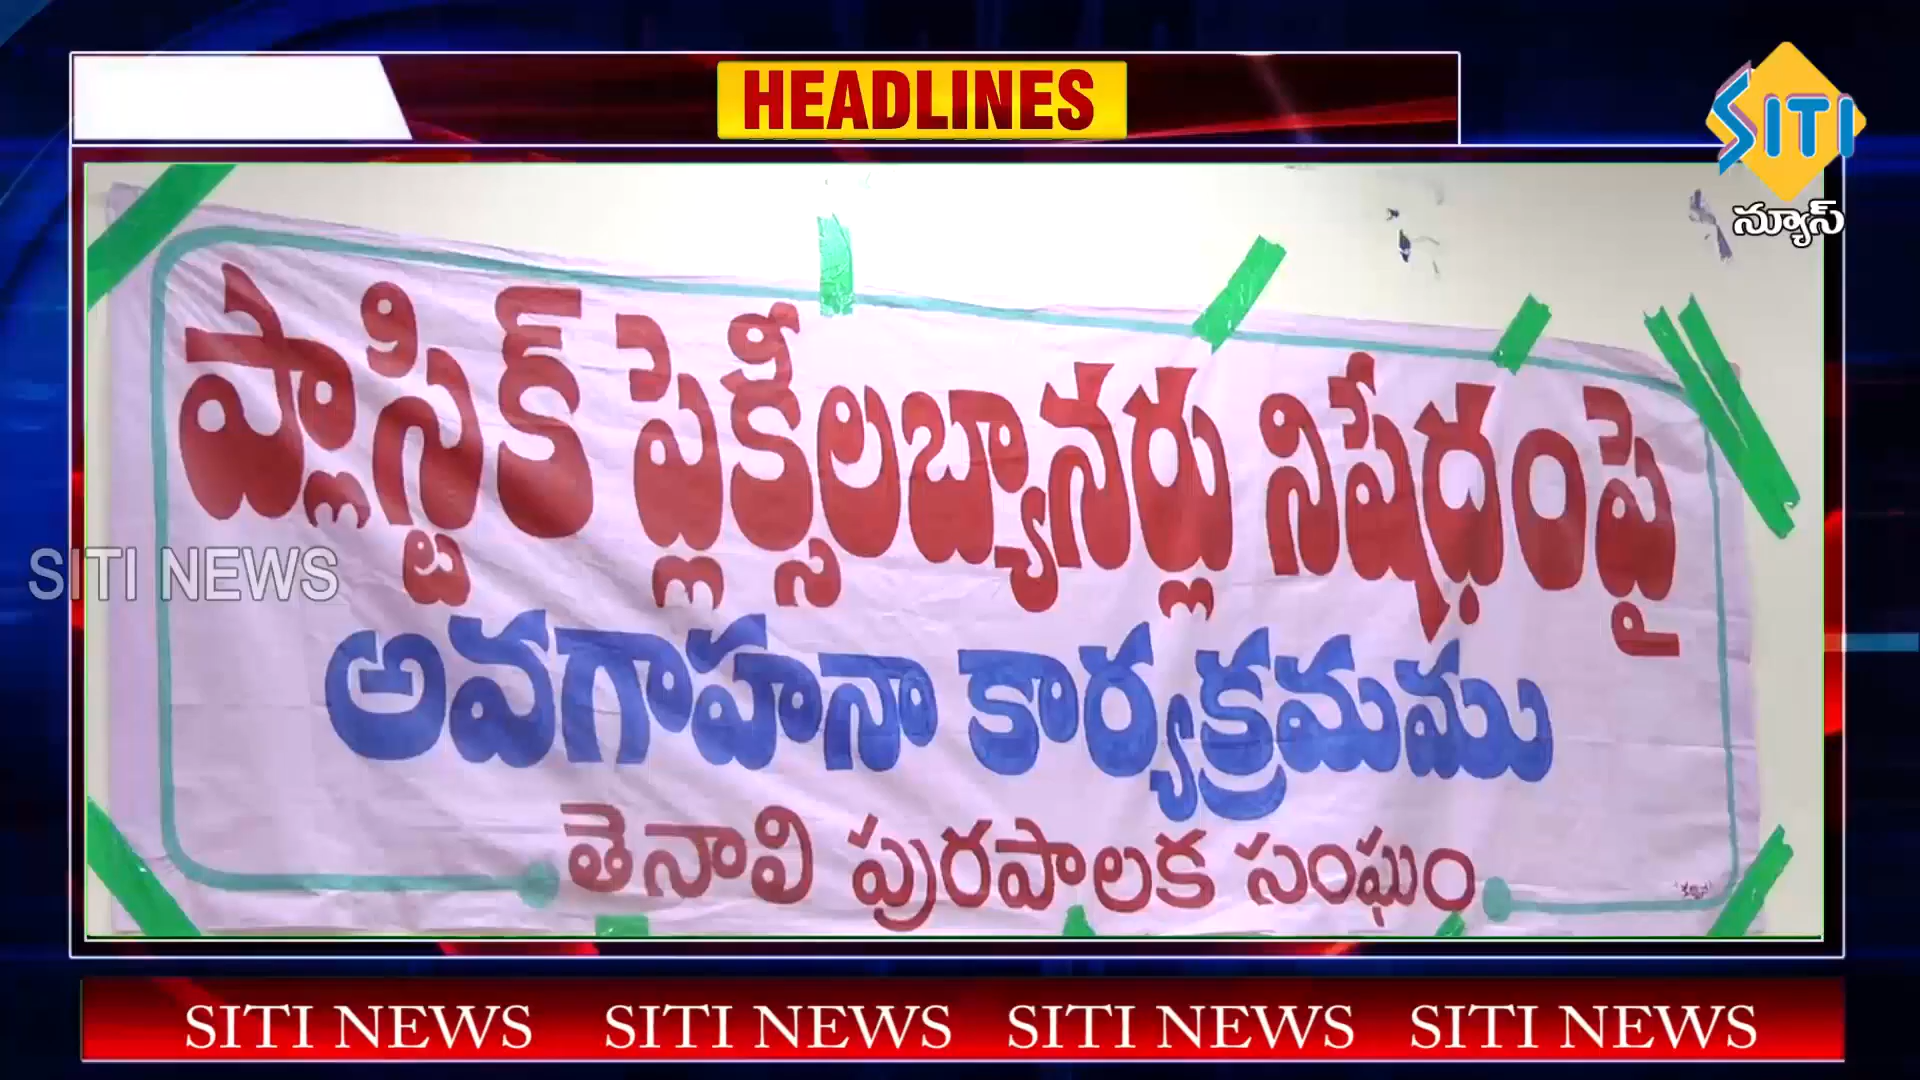 HEADLINES
SITI
న్యూస్
ప్లాస్టిక్ ఫ్లెక్సీలబ్యానర్లు నిషేధంపై
SITI NEWS
అవగాహనా కార్యక్రమము
తెనాలి పురపాలక సంఘం
SITI NEWS SITI NEWS SITI NEWS SITI NEWS